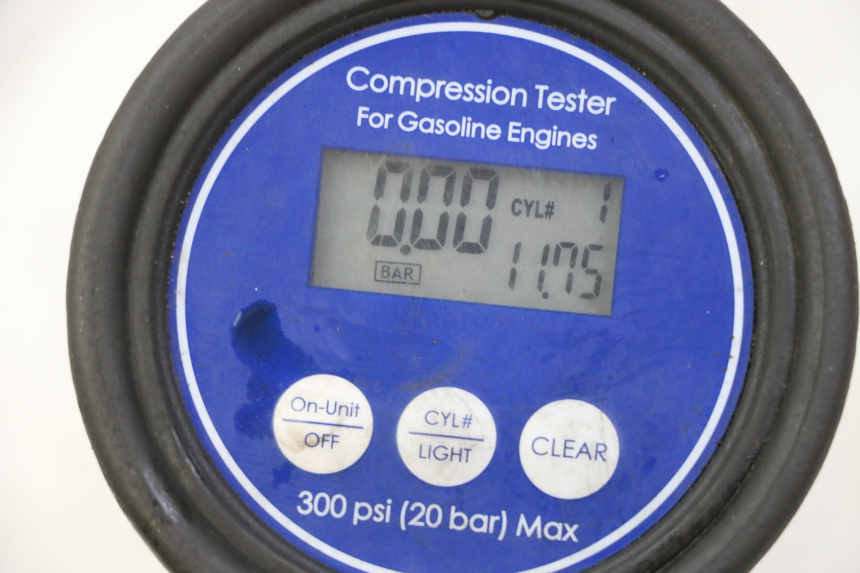 Compression Tester
For Gasoline Engines
0.00 CYL# 1
BAR 11.75
On-Unit
OFF
CYL#
LIGHT
CLEAR
300 psi (20 bar) Max